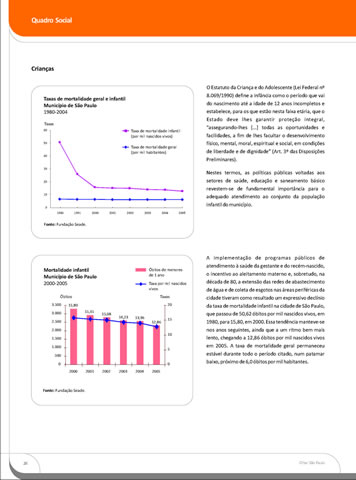 Quadro Social
Crianças
Taxas de mortalidade geral e infantil
Município de São Paulo
1980-2004
Taxas
Taxa de mortalidade infantil
(por mil nascidos vivos)
Taxa de mortalidade geral
(por mil habitantes)
60
50
40
30
20
10
0
1980 1991 2000 2001 2002 2003 2004 2005
Fonte: Fundação Seade.
O Estatuto da Criança e do Adolescente (Lei Federal nº
8.069/1990) define a infância como o período que vai
do nascimento até a idade de 12 anos incompletos e
estabelece, para os que estão nesta faixa etária, que o
Estado deve lhes garantir proteção integral,
"assegurando-lhes [...] todas as oportunidades e
facilidades, a fim de lhes facultar o desenvolvimento
físico, mental, moral, espiritual e social, em condições
de liberdade e de dignidade" (Art. 3º das Disposições
Preliminares).
Nestes termos, as políticas públicas voltadas aos
setores de saúde, educação e saneamento básico
revestem-se de fundamental importância para o
adequado atendimento ao conjunto da população
infantil do município.
Mortalidade infantil
Município de São Paulo
2000-2005
Óbitos de menores
de 1 ano
Taxa por mil nascidos
vivos
Óbitos
Taxas
3.500
3.000
2.500
2.000
1.500
1.000
500
0
20
15
10
5
0
15,80
12,86
2000 2001 2002 2003 2004 2005
Fonte: Fundação Seade.
A implementação de programas públicos de
atendimento à saúde da gestante e do recém-nascido,
o incentivo ao aleitamento materno e, sobretudo, na
década de 80, a extensão das redes de abastecimento
de água e de coleta de esgotos nas áreas periféricas da
cidade tiveram como resultado um expressivo declínio
da taxa de mortalidade infantil na cidade de São Paulo,
que passou de 50,62 óbitos por mil nascidos vivos, em
1980, para 15,80, em 2000. Essa tendência manteve-se
nos anos seguintes, ainda que a um ritmo bem mais
lento, chegando a 12,86 óbitos por mil nascidos vivos
em 2005. A taxa de mortalidade geral permaneceu
estável durante todo o período citado, num patamar
baixo, próximo de 6,0 óbitos por mil habitantes.